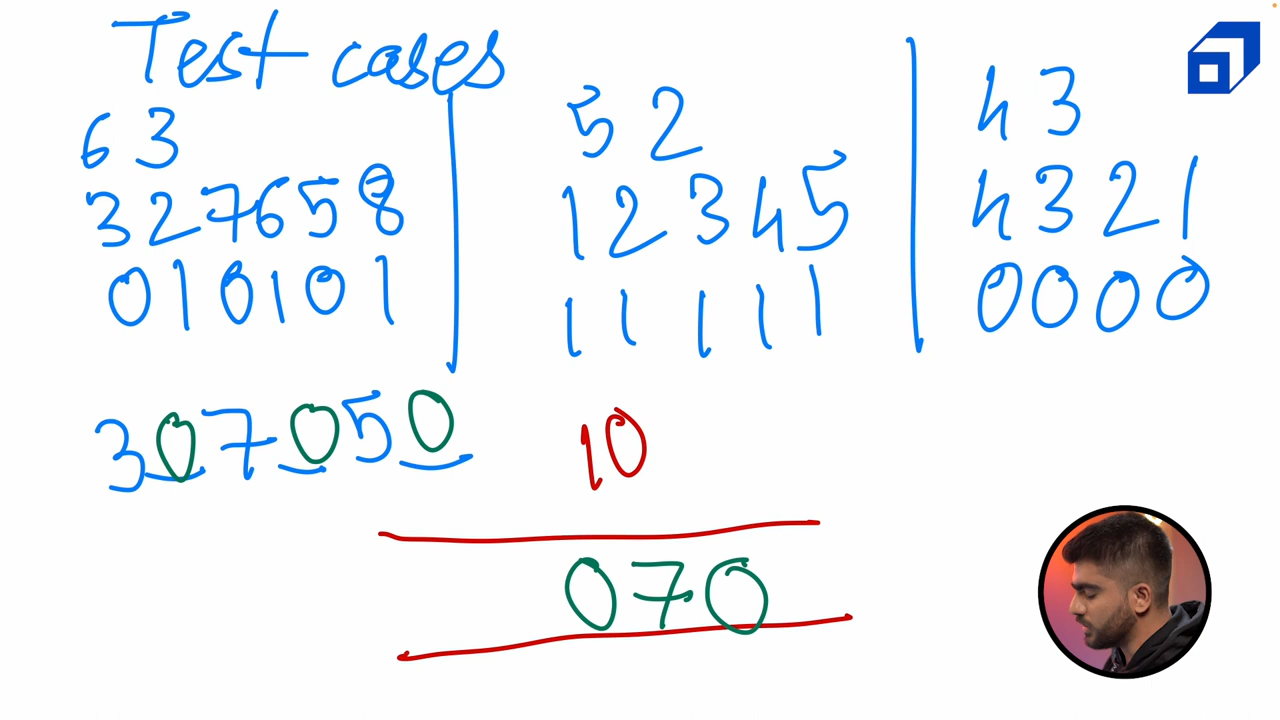 Test cases
6 3
3 2 7 6 5 8
0 1 0 1 0 1
5 2
1 2 3 4 5
1 1 1 1 1
4 3
4 3 2 1
0 0 0 0
3 0 7 0 5 0
10
0 7 0